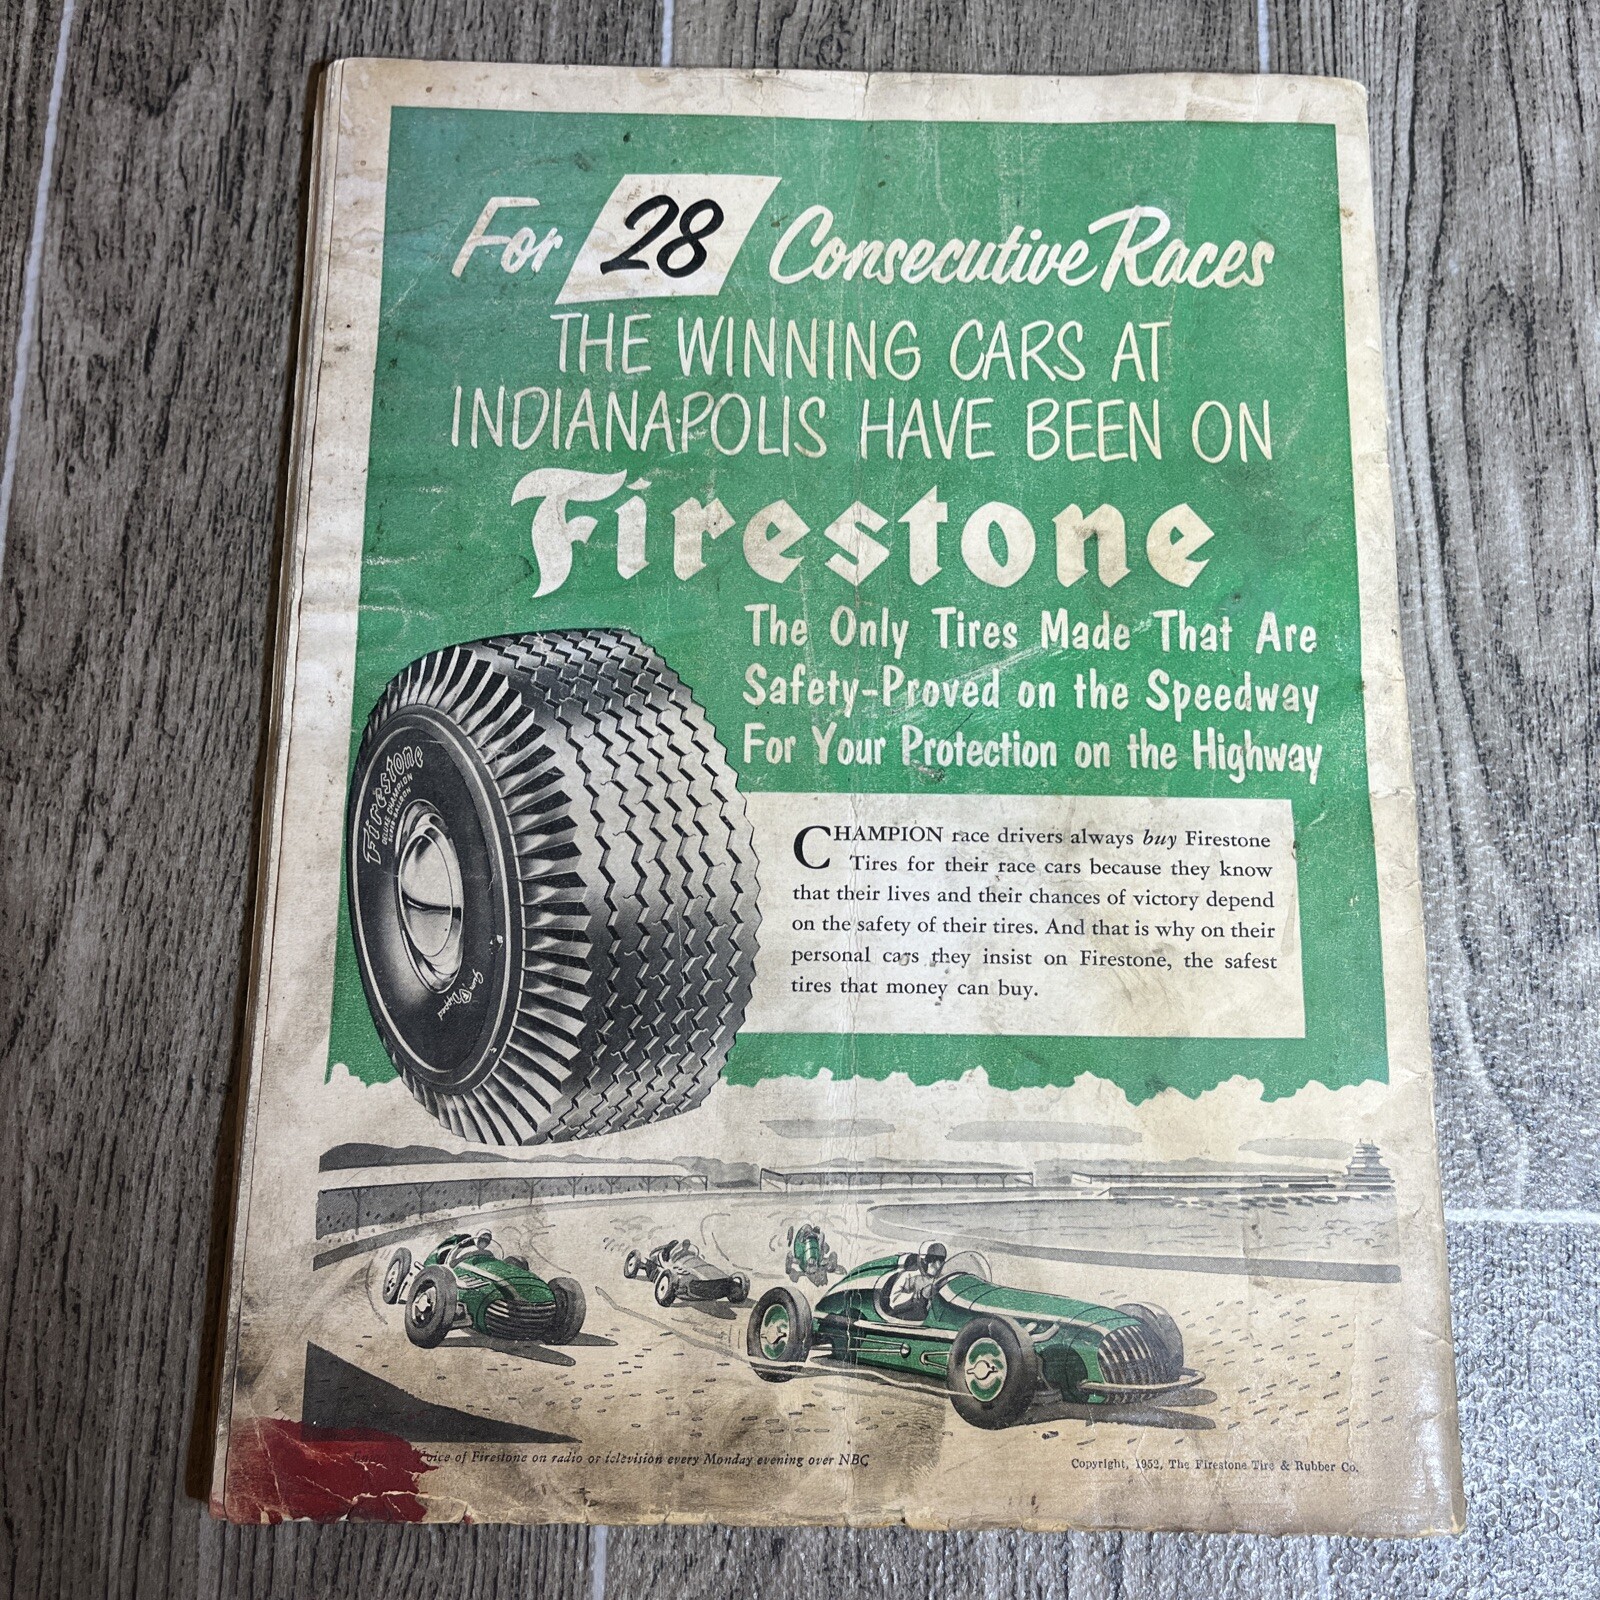 For 28 Consecutive Races
THE WINNING CARS AT
INDIANAPOLIS HAVE BEEN ON
Firestone
The Only Tires Made That Are
Safety-Proved on the Speedway
For Your Protection on the Highway
Firestone
DELUXE CHAMPION
Gum Dipped
CHAMPION race drivers always buy Firestone
Tires for their race cars because they know
that their lives and their chances of victory depend
on the safety of their tires. And that is why on their
personal cars they insist on Firestone, the safest
tires that money can buy.
Voice of Firestone on radio or television every Monday evening over NBC
Copyright, 1952, The Firestone Tire & Rubber Co.